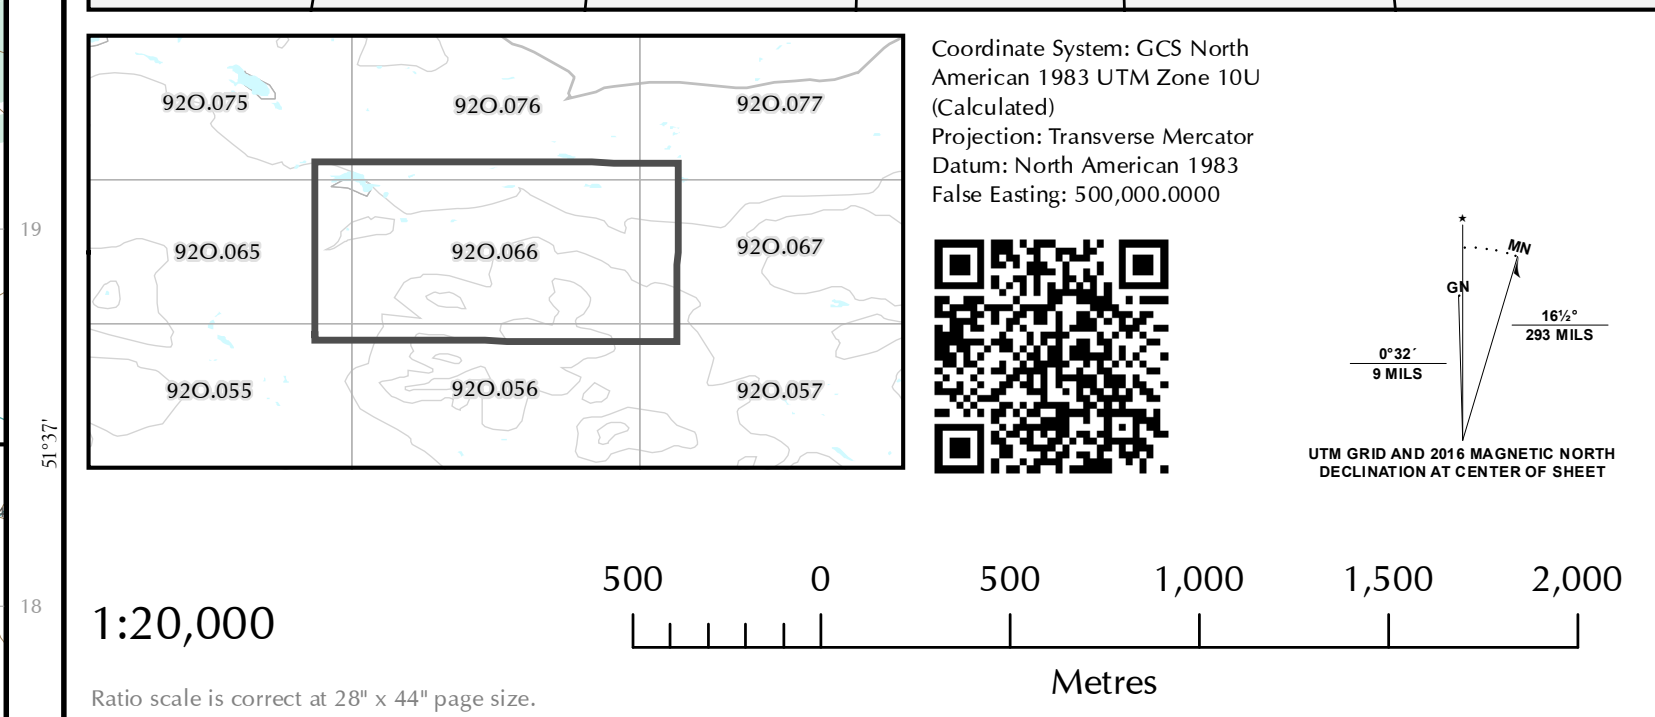 92O.075
92O.076
92O.077
92O.065
92O.066
92O.067
92O.055
92O.056
92O.057
19
51°37'
18
Coordinate System: GCS North
American 1983 UTM Zone 10U
(Calculated)
Projection: Transverse Mercator
Datum: North American 1983
False Easting: 500,000.0000
MN
GN
16½°
293 MILS
0°32´
9 MILS
UTM GRID AND 2016 MAGNETIC NORTH
DECLINATION AT CENTER OF SHEET
1:20,000
500 0 500 1,000 1,500 2,000
Metres
Ratio scale is correct at 28" x 44" page size.